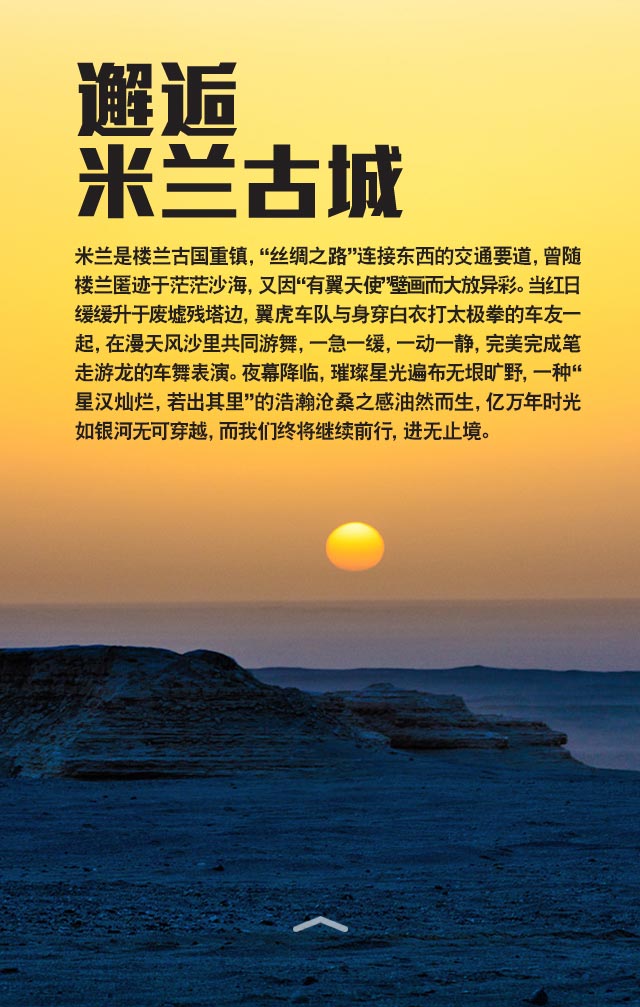 邂逅
米兰古城
米兰是楼兰古国重镇，“丝绸之路”连接东西的交通要道，曾随
楼兰匿迹于茫茫沙海，又因“有翼天使”壁画而大放异彩。当红日
缓缓升于废墟残塔边，翼虎车队与身穿白衣打太极拳的车友一
起，在漫天风沙里共同游舞，一急一缓，一动一静，完美完成笔
走游龙的车舞表演。夜幕降临，璀璨星光遍布无垠旷野，一种“
星汉灿烂，若出其里”的浩瀚沧桑之感油然而生，亿万年时光
如银河无可穿越，而我们终将继续前行，进无止境。